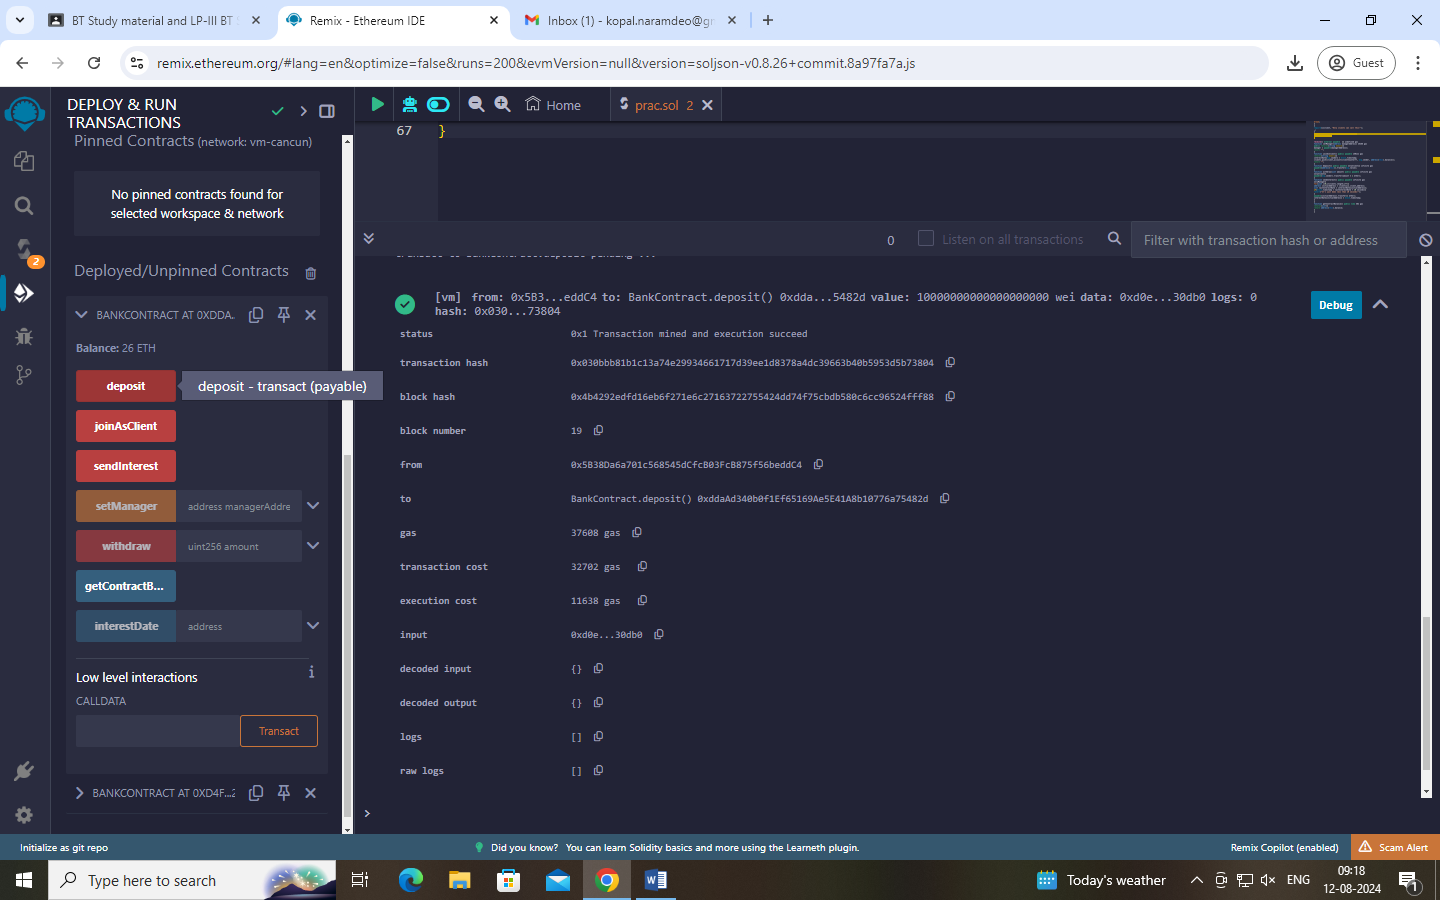 BT Study material and LP-III BT S
Remix - Ethereum IDE
Inbox (1) - kopal.naramdeo@gm
remix.ethereum.org/#lang=en&optimize=false&runs=200&evmVersion=null&version=soljson-v0.8.26+commit.8a97fa7a.js
Guest
DEPLOY & RUN
TRANSACTIONS
Home
prac.sol 2
67 }
Pinned Contracts (network: vm-cancun)
No pinned contracts found for
selected workspace & network
0
Listen on all transactions
Filter with transaction hash or address
2
Deployed/Unpinned Contracts
BANKCONTRACT AT 0XDDA.
Balance: 26 ETH
deposit
deposit - transact (payable)
joinAsClient
sendInterest
setManager address managerAddre
withdraw uint256 amount
getContractB...
interestDate address
Low level interactions
i
CALLDATA
Transact
BANKCONTRACT AT 0XD4F...2
transact to BankContract.deposit pending ...
[vm] from: 0x5B3...eddC4 to: BankContract.deposit() 0xdda...5482d value: 10000000000000000000 wei data: 0xd0e...30db0 logs: 0
hash: 0x030...73804
Debug
status 0x1 Transaction mined and execution succeed
transaction hash 0x030bbb81b1c13a74e29934661717d39ee1d8378a4dc39663b40b5953d5b73804
block hash 0x4b4292edfd16eb6f271e6c27163722755424dd74f75cbdb580c6cc96524fff88
block number 19
from 0x5B38Da6a701c568545dCfcB03FcB875f56beddC4
to BankContract.deposit() 0xddaAd340b0f1Ef65169Ae5E41A8b10776a75482d
gas 37608 gas
transaction cost 32702 gas
execution cost 11638 gas
input 0xd0e...30db0
decoded input {}
decoded output {}
logs []
raw logs []
>
Initialize as git repo
Did you know? You can learn Solidity basics and more using the Learneth plugin.
Remix Copilot (enabled)
Scam Alert
Type here to search
Today's weather
ENG
09:18
12-08-2024
1